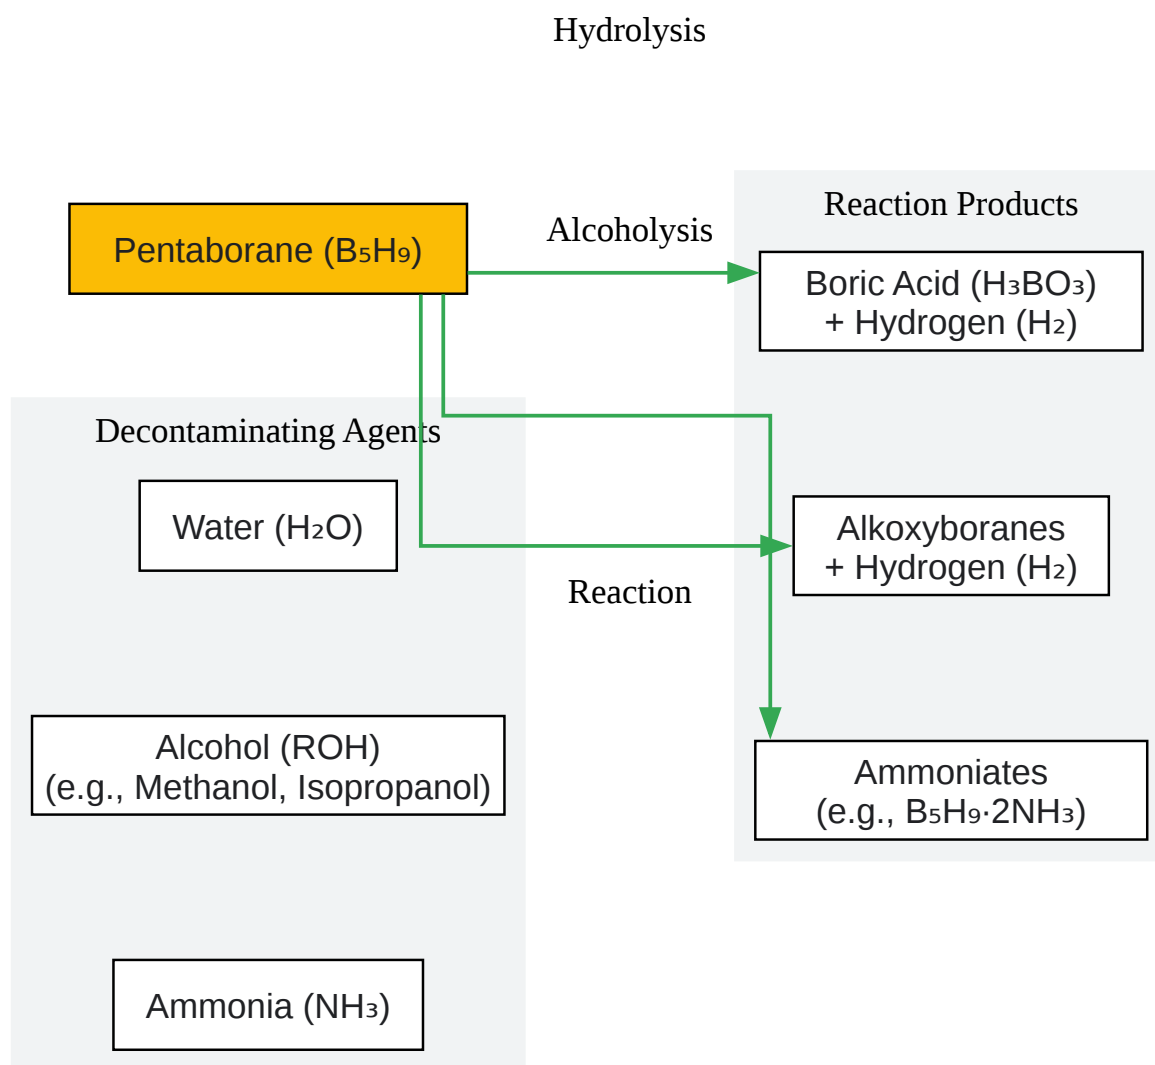 Hydrolysis
Pentaborane (B₅H₉)
Alcoholysis
Reaction Products
Boric Acid (H₃BO₃)
+ Hydrogen (H₂)
Decontaminating Agents
Water (H₂O)
Alkoxyboranes
+ Hydrogen (H₂)
Reaction
Alcohol (ROH)
(e.g., Methanol, Isopropanol)
Ammoniates
(e.g., B₅H₉·2NH₃)
Ammonia (NH₃)